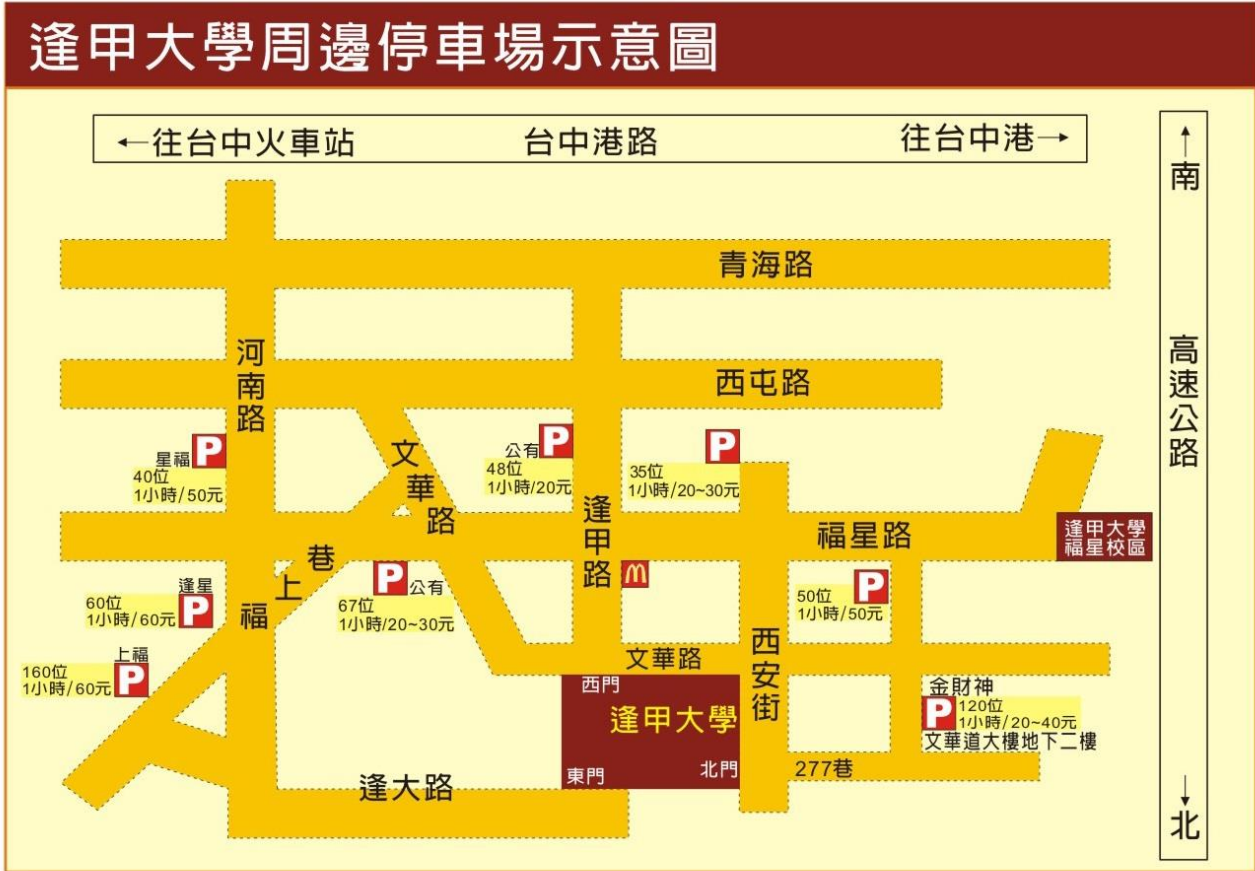 逢甲大學周邊停車場示意圖
←往台中火車站 台中港路 往台中港→
↑南
高速公路
↓北
青海路
河南路
西屯路
星福 P
40位
1小時/50元
文華路
公有 P
48位
1小時/20元
P
35位
1小時/20~30元
逢甲路
福星路
逢甲大學
福星校區
福上巷
逢星
P
60位
1小時/60元
P 公有
67位
1小時/20~30元
M
P
50位
1小時/50元
上福
P
160位
1小時/60元
文華路
西安街
西門
逢甲大學
東門
北門
金財神
P 120位
1小時/20~40元
文華道大樓地下二樓
277巷
逢大路